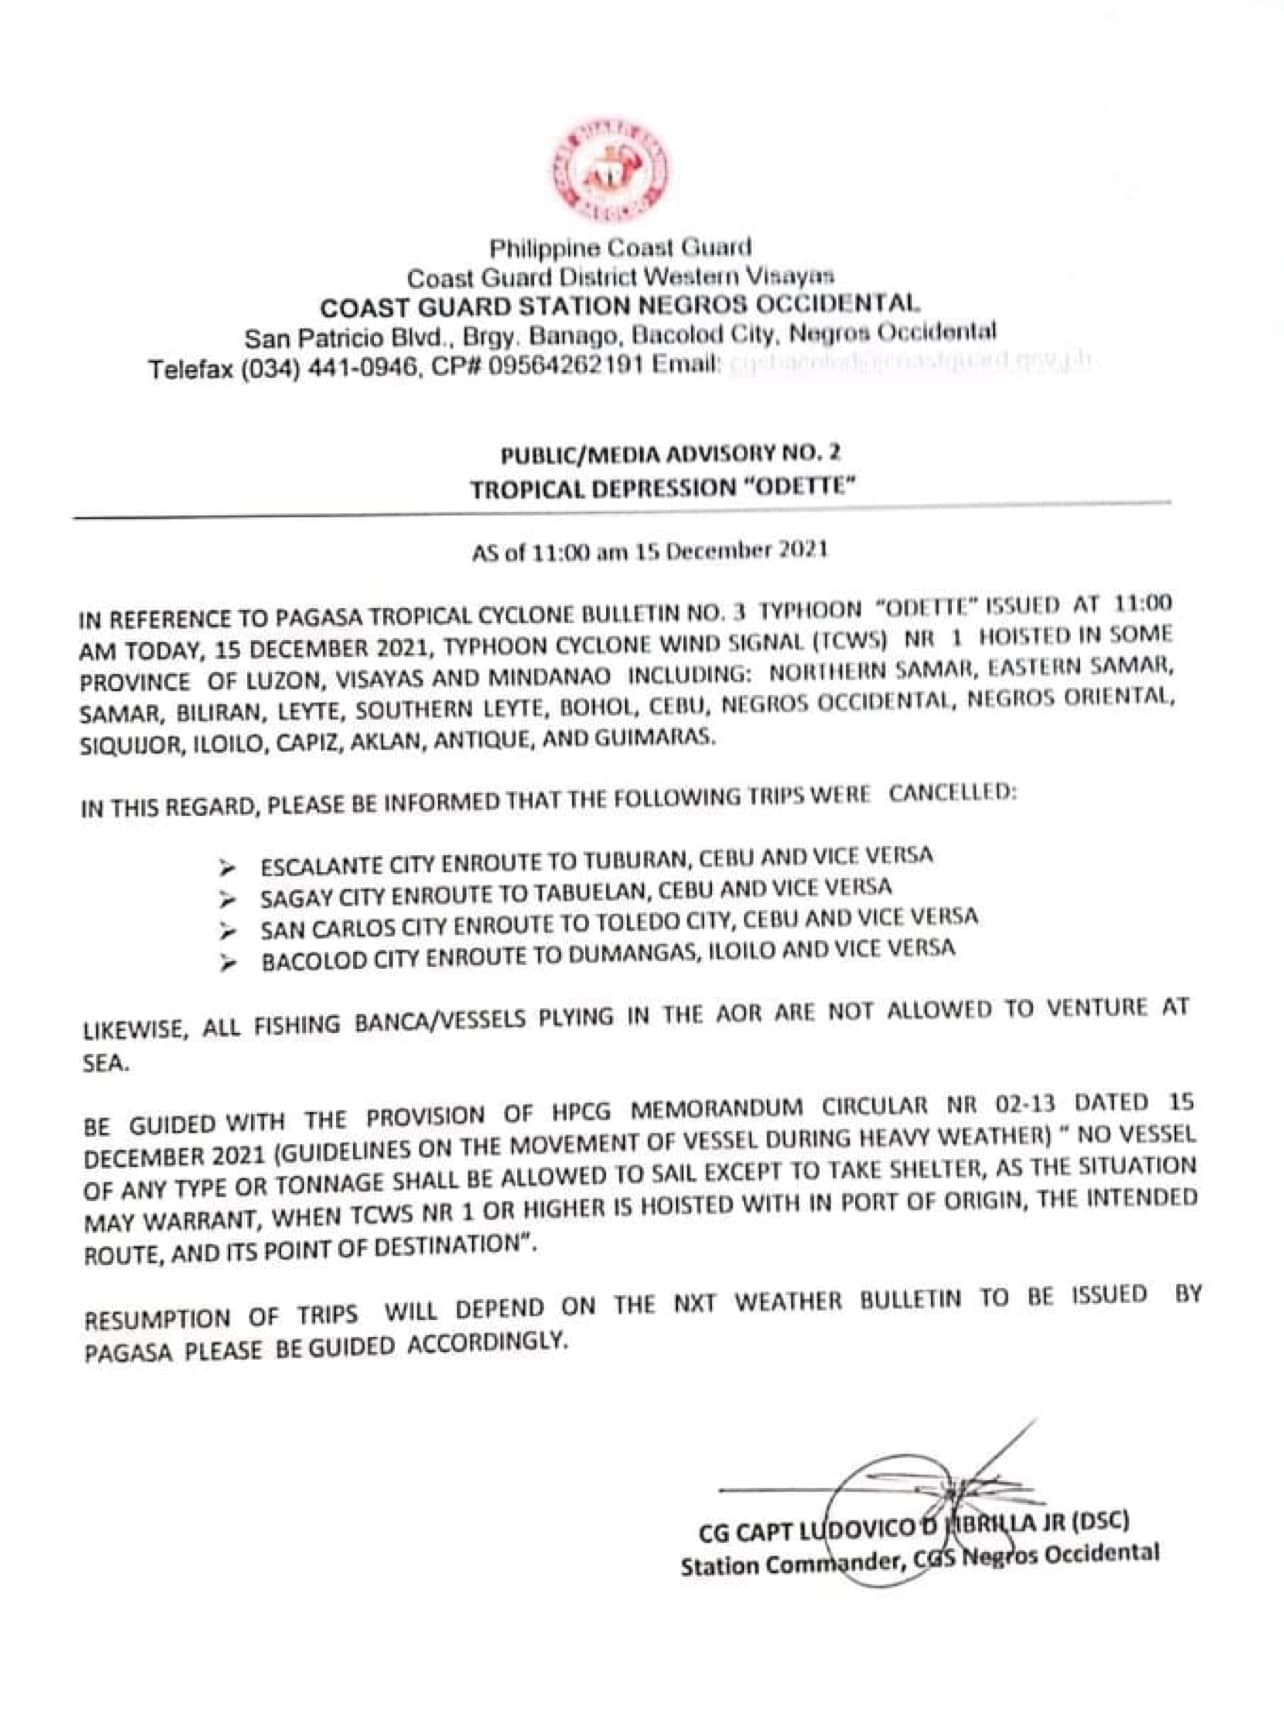 COAST GUARD STATION
BACOLOD
Philippine Coast Guard
Coast Guard District Western Visayas
COAST GUARD STATION NEGROS OCCIDENTAL
San Patricio Blvd., Brgy. Banago, Bacolod City, Negros Occidental
Telefax (034) 441-0946, CP# 09564262191 Email: cgsbacolod@coastguard.gov.ph
PUBLIC/MEDIA ADVISORY NO. 2
TROPICAL DEPRESSION "ODETTE"
AS of 11:00 am 15 December 2021
IN REFERENCE TO PAGASA TROPICAL CYCLONE BULLETIN NO. 3 TYPHOON "ODETTE" ISSUED AT 11:00
AM TODAY, 15 DECEMBER 2021, TYPHOON CYCLONE WIND SIGNAL (TCWS) NR 1 HOISTED IN SOME
PROVINCE OF LUZON, VISAYAS AND MINDANAO INCLUDING: NORTHERN SAMAR, EASTERN SAMAR,
SAMAR, BILIRAN, LEYTE, SOUTHERN LEYTE, BOHOL, CEBU, NEGROS OCCIDENTAL, NEGROS ORIENTAL,
SIQUIJOR, ILOILO, CAPIZ, AKLAN, ANTIQUE, AND GUIMARAS.
IN THIS REGARD, PLEASE BE INFORMED THAT THE FOLLOWING TRIPS WERE CANCELLED:
➢ ESCALANTE CITY ENROUTE TO TUBURAN, CEBU AND VICE VERSA
➢ SAGAY CITY ENROUTE TO TABUELAN, CEBU AND VICE VERSA
➢ SAN CARLOS CITY ENROUTE TO TOLEDO CITY, CEBU AND VICE VERSA
➢ BACOLOD CITY ENROUTE TO DUMANGAS, ILOILO AND VICE VERSA
LIKEWISE, ALL FISHING BANCA/VESSELS PLYING IN THE AOR ARE NOT ALLOWED TO VENTURE AT
SEA.
BE GUIDED WITH THE PROVISION OF HPCG MEMORANDUM CIRCULAR NR 02-13 DATED 15
DECEMBER 2021 (GUIDELINES ON THE MOVEMENT OF VESSEL DURING HEAVY WEATHER) " NO VESSEL
OF ANY TYPE OR TONNAGE SHALL BE ALLOWED TO SAIL EXCEPT TO TAKE SHELTER, AS THE SITUATION
MAY WARRANT, WHEN TCWS NR 1 OR HIGHER IS HOISTED WITH IN PORT OF ORIGIN, THE INTENDED
ROUTE, AND ITS POINT OF DESTINATION".
RESUMPTION OF TRIPS WILL DEPEND ON THE NXT WEATHER BULLETIN TO BE ISSUED BY
PAGASA PLEASE BE GUIDED ACCORDINGLY.
CG CAPT LUDOVICO D LIBRILLA JR (DSC)
Station Commander, CGS Negros Occidental